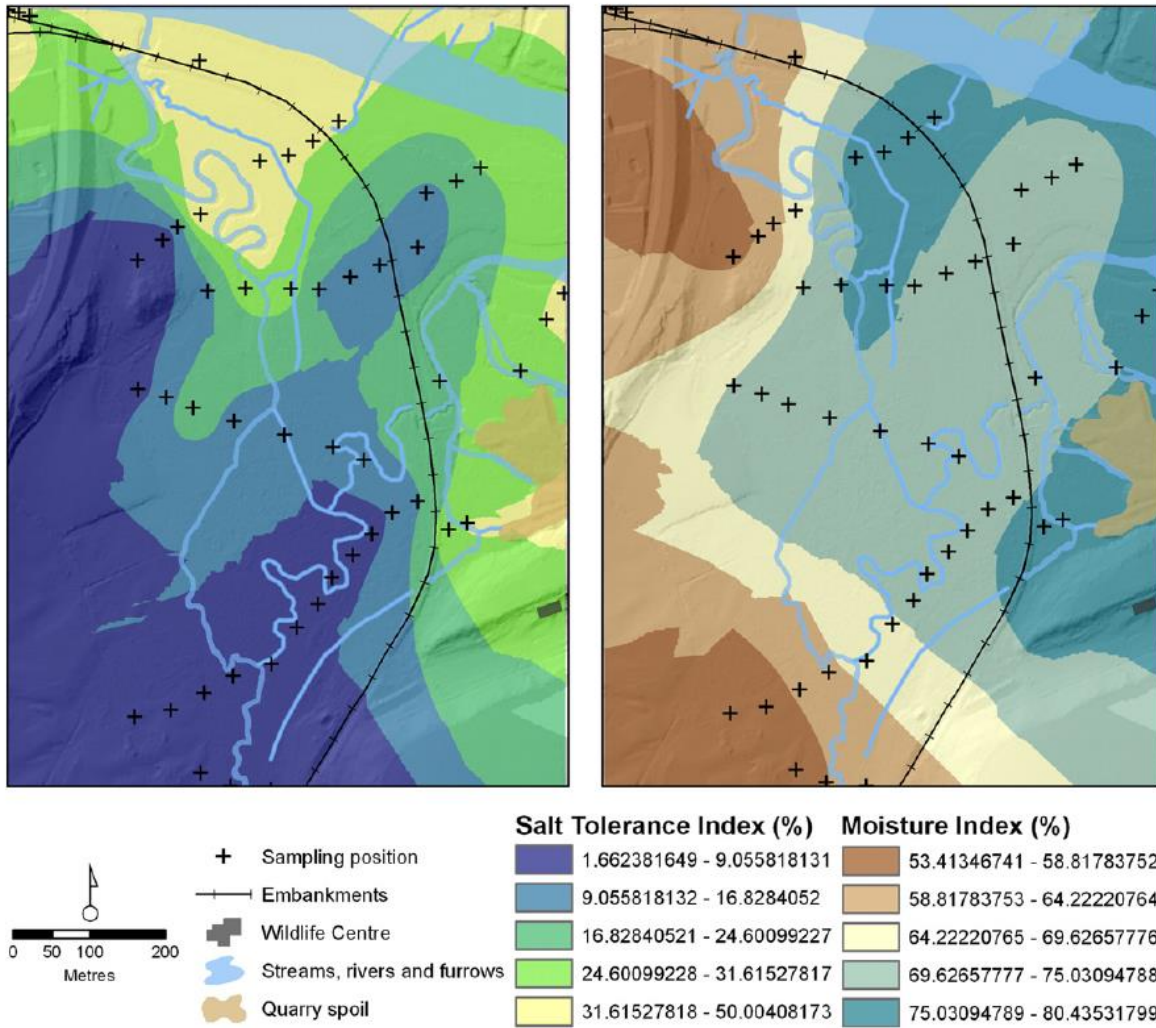 Salt Tolerance Index (%)
1.662381649 - 9.055818131
9.055818132 - 16.8284052
16.82840521 - 24.60099227
24.60099228 - 31.61527817
31.61527818 - 50.00408173
Moisture Index (%)
53.41346741 - 58.81783752
58.81783753 - 64.22220764
64.22220765 - 69.62657776
69.62657777 - 75.03094788
75.03094789 - 80.43531799
Sampling position
Embankments
Wildlife Centre
Streams, rivers and furrows
Quarry spoil
0 50 100 200
Metres